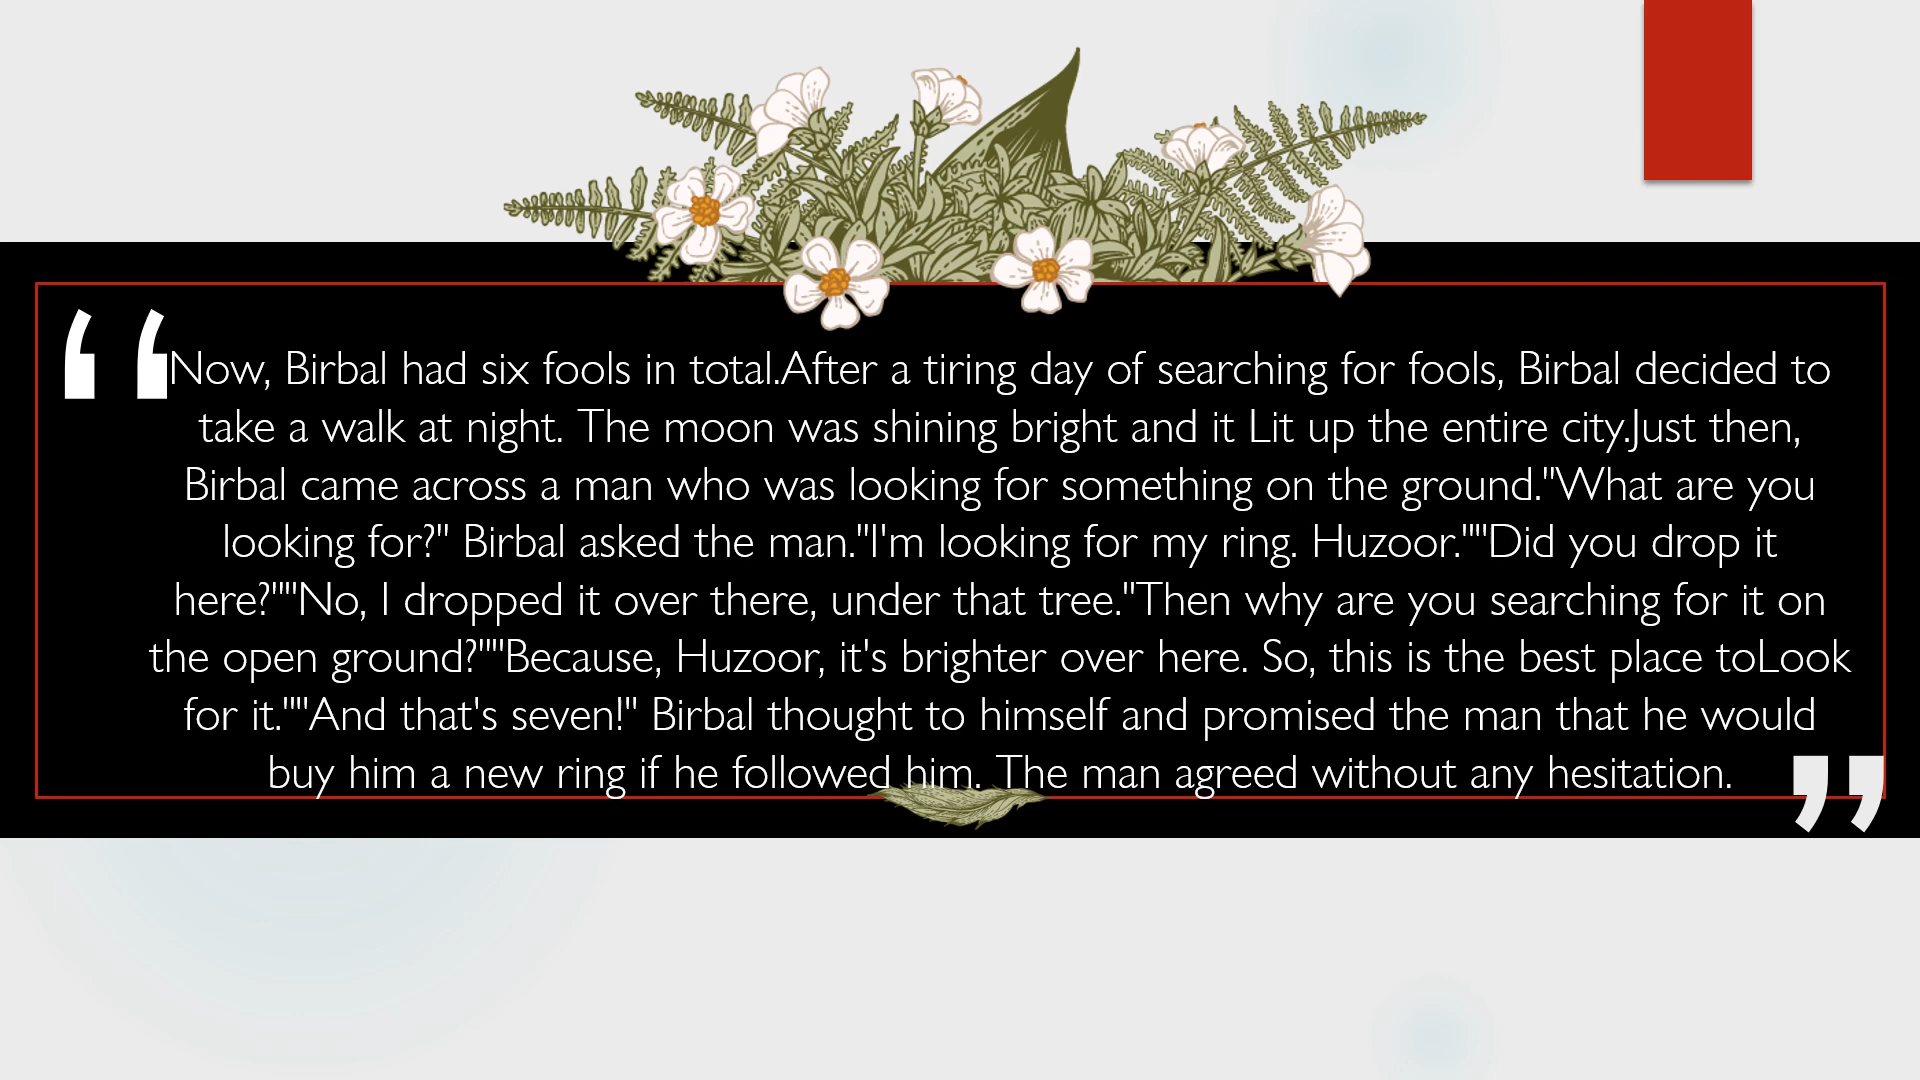 “Now, Birbal had six fools in total.After a tiring day of searching for fools, Birbal decided to
take a walk at night. The moon was shining bright and it Lit up the entire city.Just then,
Birbal came across a man who was looking for something on the ground."What are you
looking for?" Birbal asked the man."I'm looking for my ring. Huzoor.""Did you drop it
here?""No, I dropped it over there, under that tree."Then why are you searching for it on
the open ground?""Because, Huzoor, it's brighter over here. So, this is the best place toLook
for it.""And that's seven!" Birbal thought to himself and promised the man that he would
buy him a new ring if he followed him. The man agreed without any hesitation.”